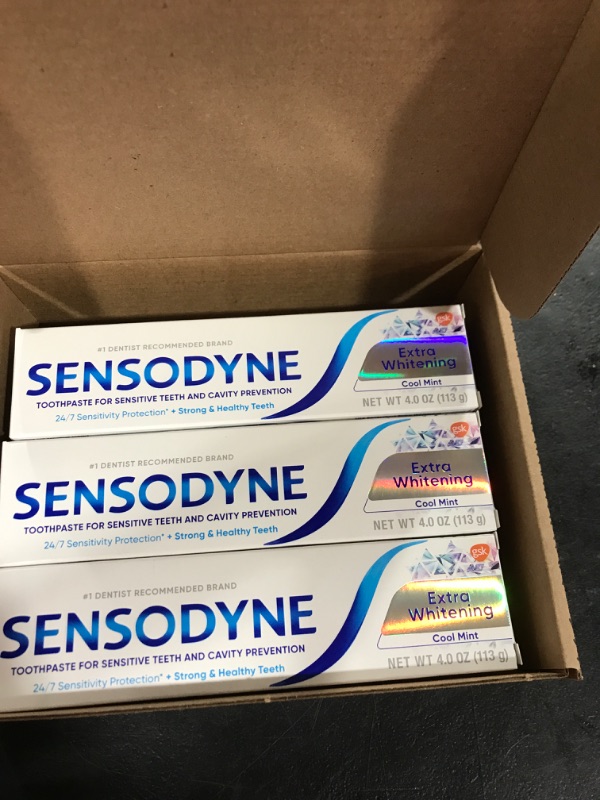 #1 DENTIST RECOMMENDED BRAND
SENSODYNE
TOOTHPASTE FOR SENSITIVE TEETH AND CAVITY PREVENTION
24/7 Sensitivity Protection* + Strong & Healthy Teeth
gsk
Extra
Whitening
Cool Mint
NET WT 4.0 OZ (113 g)
#1 DENTIST RECOMMENDED BRAND
SENSODYNE
TOOTHPASTE FOR SENSITIVE TEETH AND CAVITY PREVENTION
24/7 Sensitivity Protection* + Strong & Healthy Teeth
gsk
Extra
Whitening
Cool Mint
NET WT 4.0 OZ (113 g)
#1 DENTIST RECOMMENDED BRAND
SENSODYNE
TOOTHPASTE FOR SENSITIVE TEETH AND CAVITY PREVENTION
24/7 Sensitivity Protection* + Strong & Healthy Teeth
gsk
Extra
Whitening
Cool Mint
NET WT 4.0 OZ (113 g)